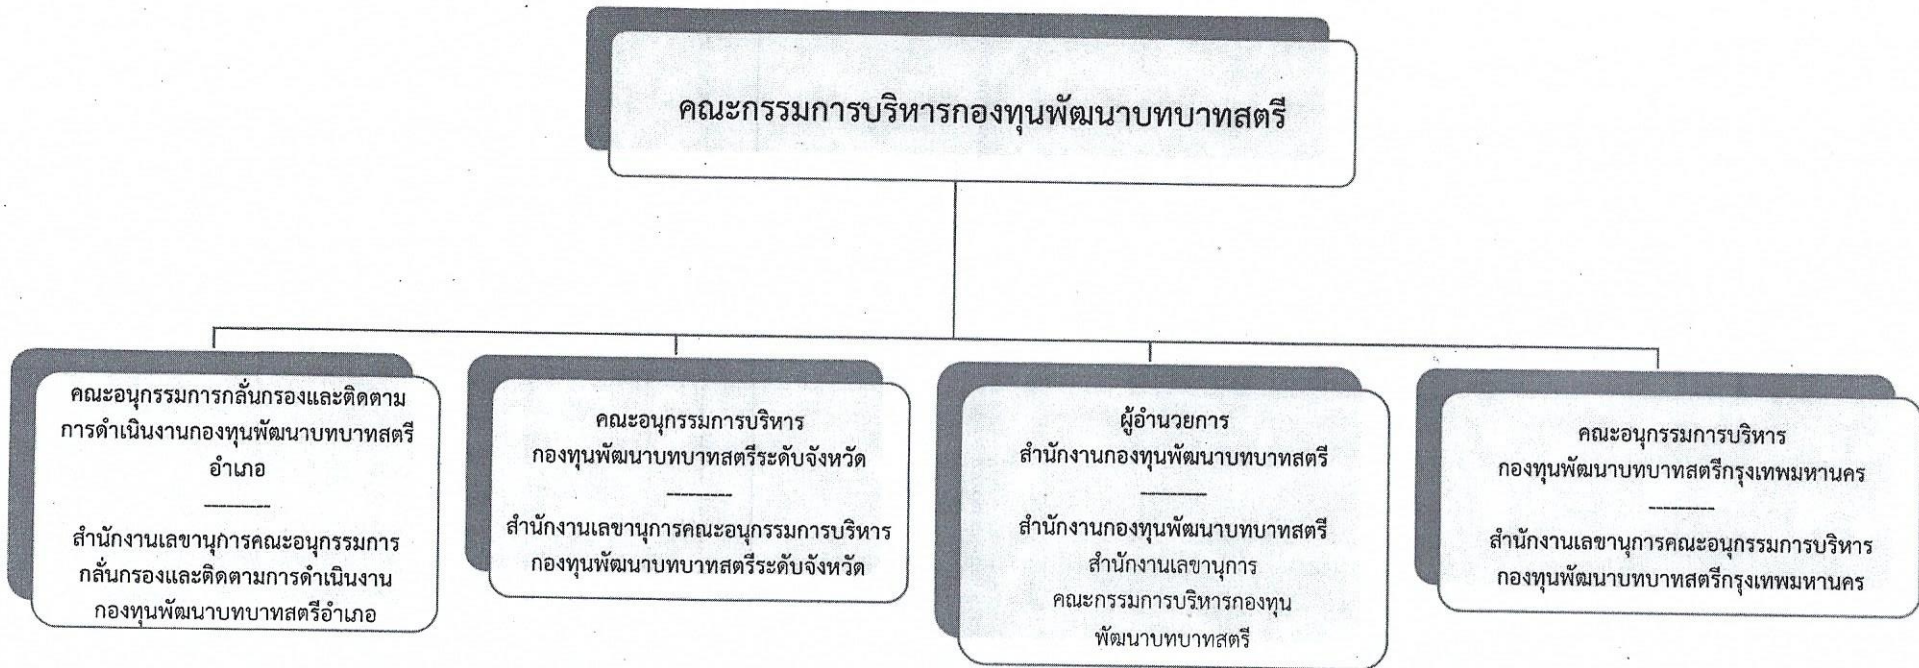 คณะกรรมการบริหารกองทุนพัฒนาบทบาทสตรี
คณะอนุกรรมการกลั่นกรองและติดตาม
การดำเนินงานกองทุนพัฒนาบทบาทสตรี
อำเภอ
---------
สำนักงานเลขานุการคณะอนุกรรมการ
กลั่นกรองและติดตามการดำเนินงาน
กองทุนพัฒนาบทบาทสตรีอำเภอ
คณะอนุกรรมการบริหาร
กองทุนพัฒนาบทบาทสตรีระดับจังหวัด
---------
สำนักงานเลขานุการคณะอนุกรรมการบริหาร
กองทุนพัฒนาบทบาทสตรีระดับจังหวัด
ผู้อำนวยการ
สำนักงานกองทุนพัฒนาบทบาทสตรี
---------
สำนักงานกองทุนพัฒนาบทบาทสตรี
สำนักงานเลขานุการ
คณะกรรมการบริหารกองทุน
พัฒนาบทบาทสตรี
คณะอนุกรรมการบริหาร
กองทุนพัฒนาบทบาทสตรีกรุงเทพมหานคร
---------
สำนักงานเลขานุการคณะอนุกรรมการบริหาร
กองทุนพัฒนาบทบาทสตรีกรุงเทพมหานคร